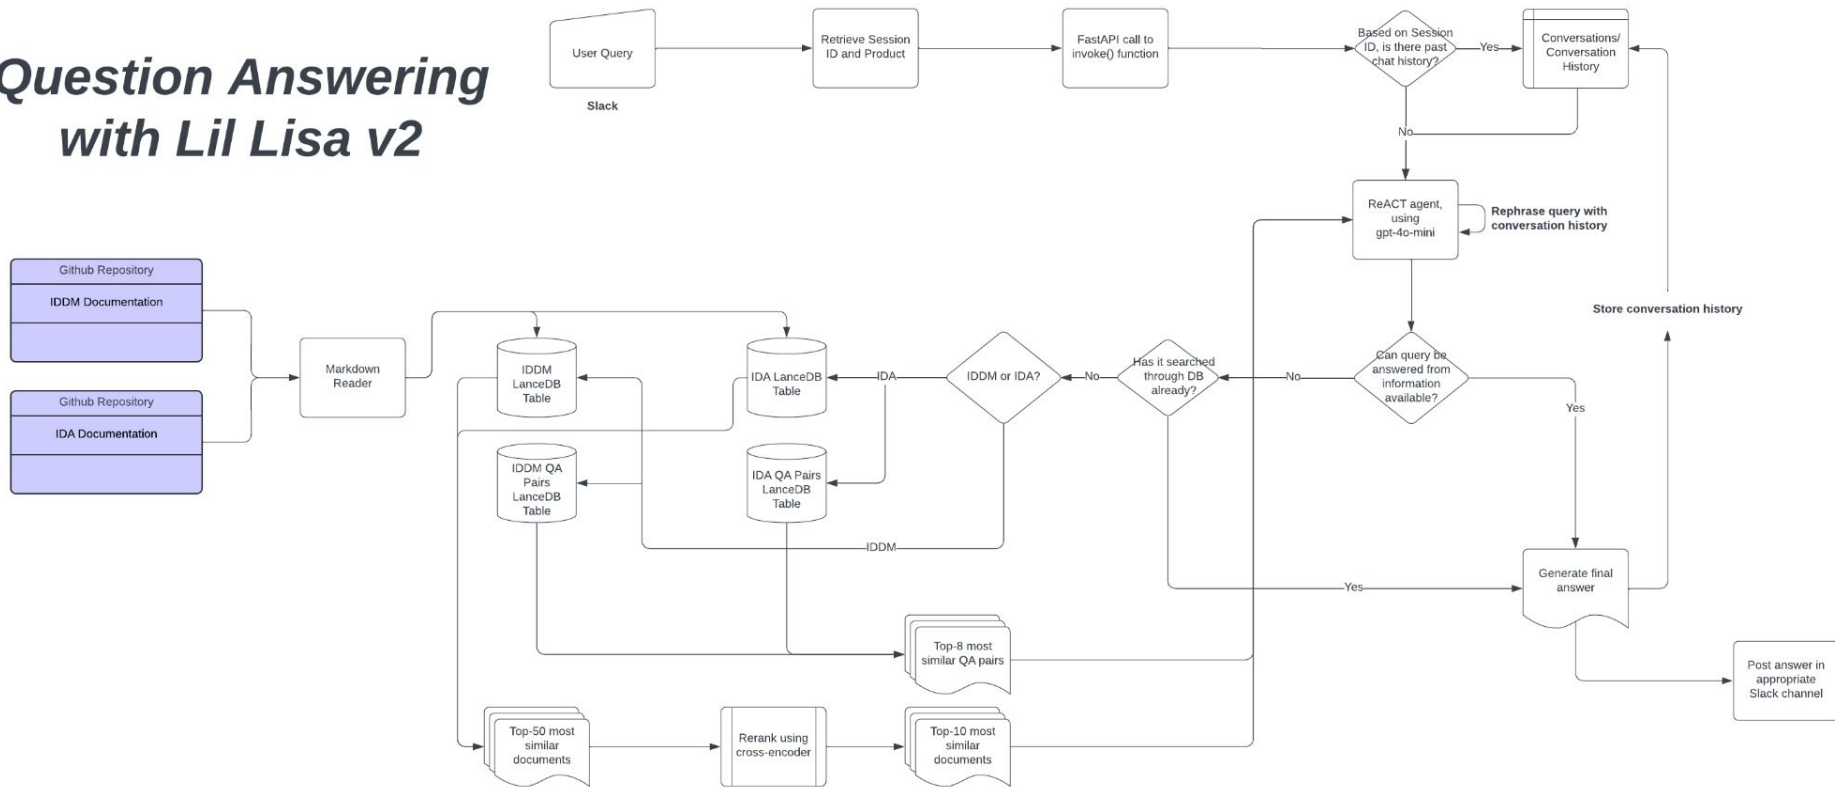 Question Answering
with Lil Lisa v2
User Query
Slack
Retrieve Session
ID and Product
FastAPI call to
invoke() function
Based on Session
ID, is there past
chat history?
Yes
Conversations/
Conversation
History
No
ReACT agent,
using
gpt-4o-mini
Rephrase query with
conversation history
Store conversation history
Github Repository
IDDM Documentation
Github Repository
IDA Documentation
Markdown
Reader
IDDM
LanceDB
Table
IDA LanceDB
Table
IDA
IDDM or IDA?
No
Has it searched
through DB
already?
No
Can query be
answered from
information
available?
Yes
IDDM QA
Pairs
LanceDB
Table
IDA QA Pairs
LanceDB
Table
IDDM
Yes
Generate final
answer
Top-8 most
similar QA pairs
Post answer in
appropriate
Slack channel
Top-50 most
similar
documents
Rerank using
cross-encoder
Top-10 most
similar
documents